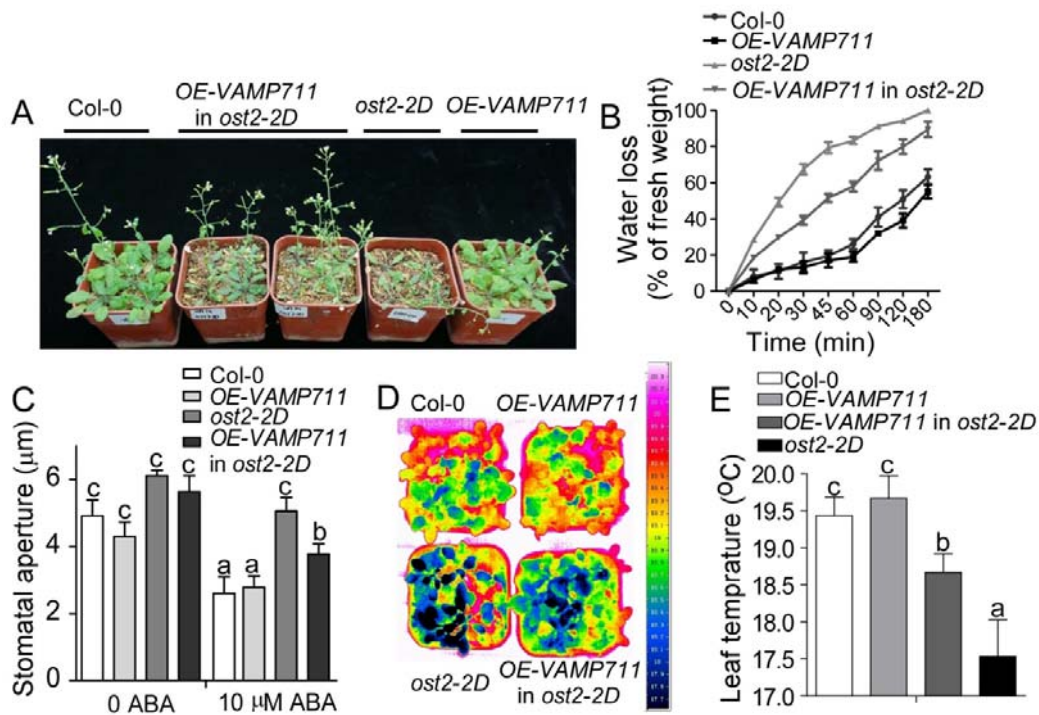 A
Col-0
OE-VAMP711
in ost2-2D
ost2-2D
OE-VAMP711
B
Col-0
OE-VAMP711
ost2-2D
OE-VAMP711 in ost2-2D
Water loss
(% of fresh weight)
100
80
60
40
20
0
0 10 20 30 45 60 90 120 180
Time (min)
C
Col-0
OE-VAMP711
ost2-2D
OE-VAMP711
in ost2-2D
Stomatal aperture (μm)
6
4
2
0
c c c c
a a c b
0 ABA
10 μM ABA
D
Col-0
OE-VAMP711
ost2-2D
OE-VAMP711
in ost2-2D
E
Col-0
OE-VAMP711
OE-VAMP711 in ost2-2D
ost2-2D
Leaf temprature (ºC)
20.0
19.5
19.0
18.5
18.0
17.5
17.0
c c b a